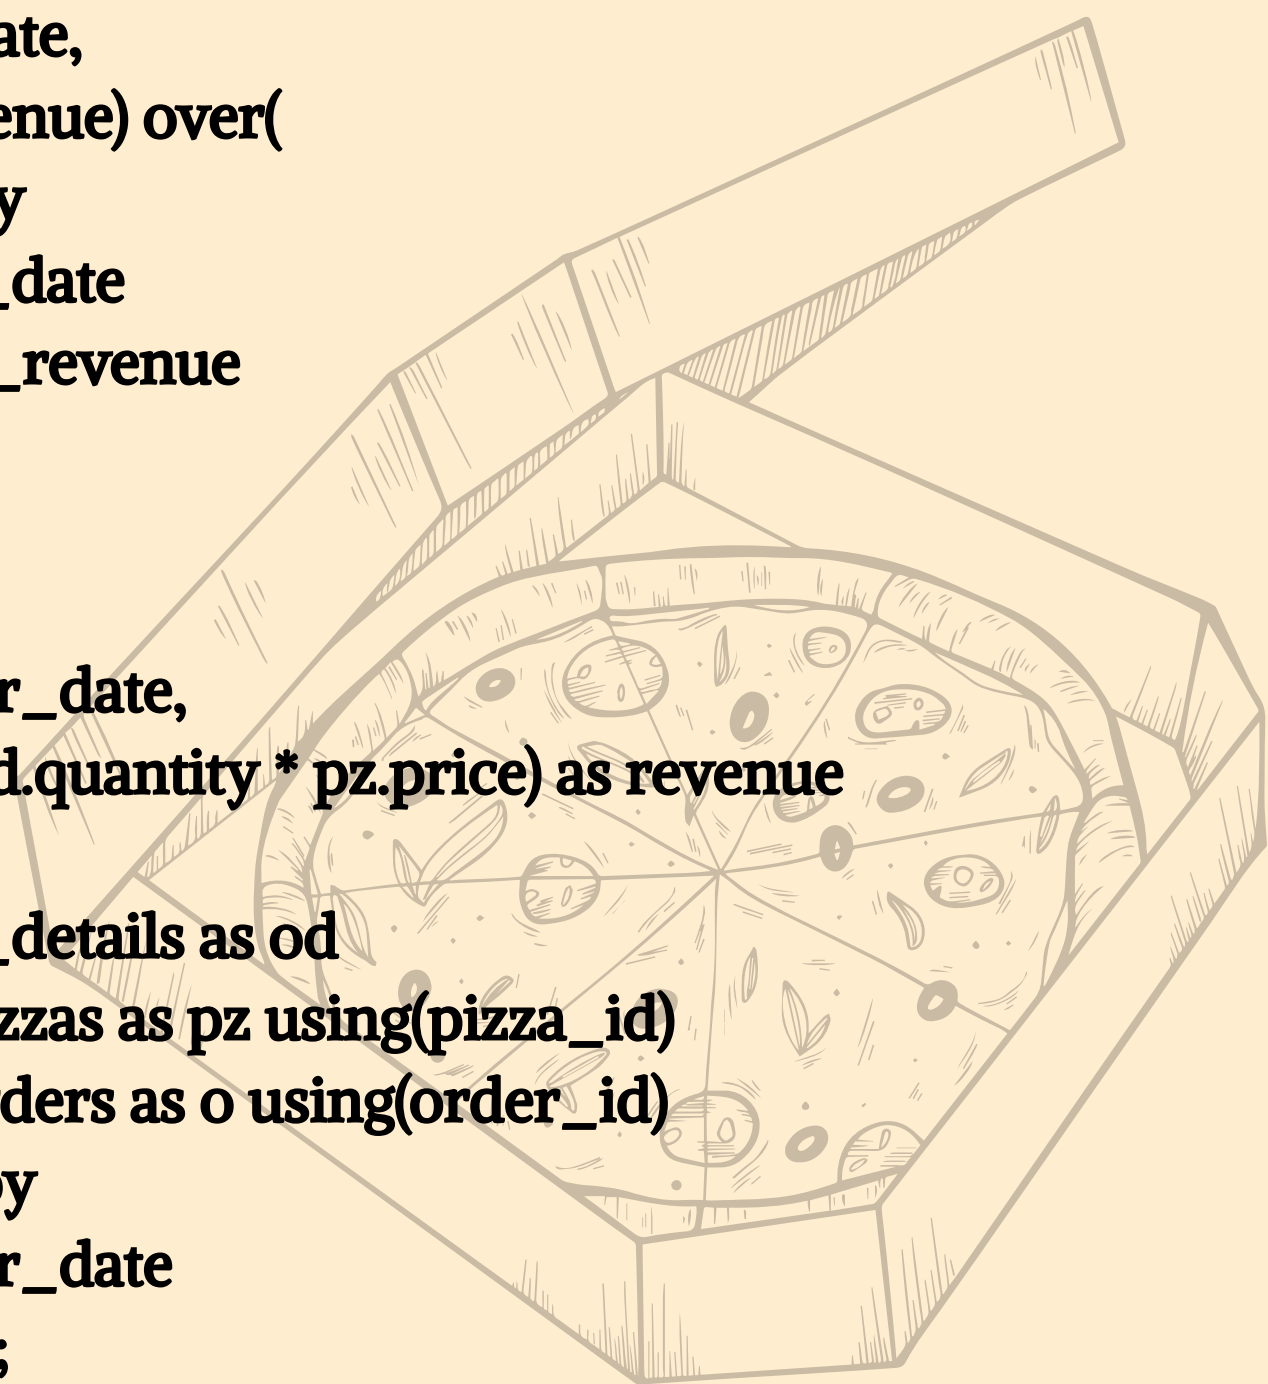 ate,
enue) over(
y
_date
_revenue
r_date,
d.quantity * pz.price) as revenue
_details as od
zzas as pz using(pizza_id)
ders as o using(order_id)
by
r_date
;